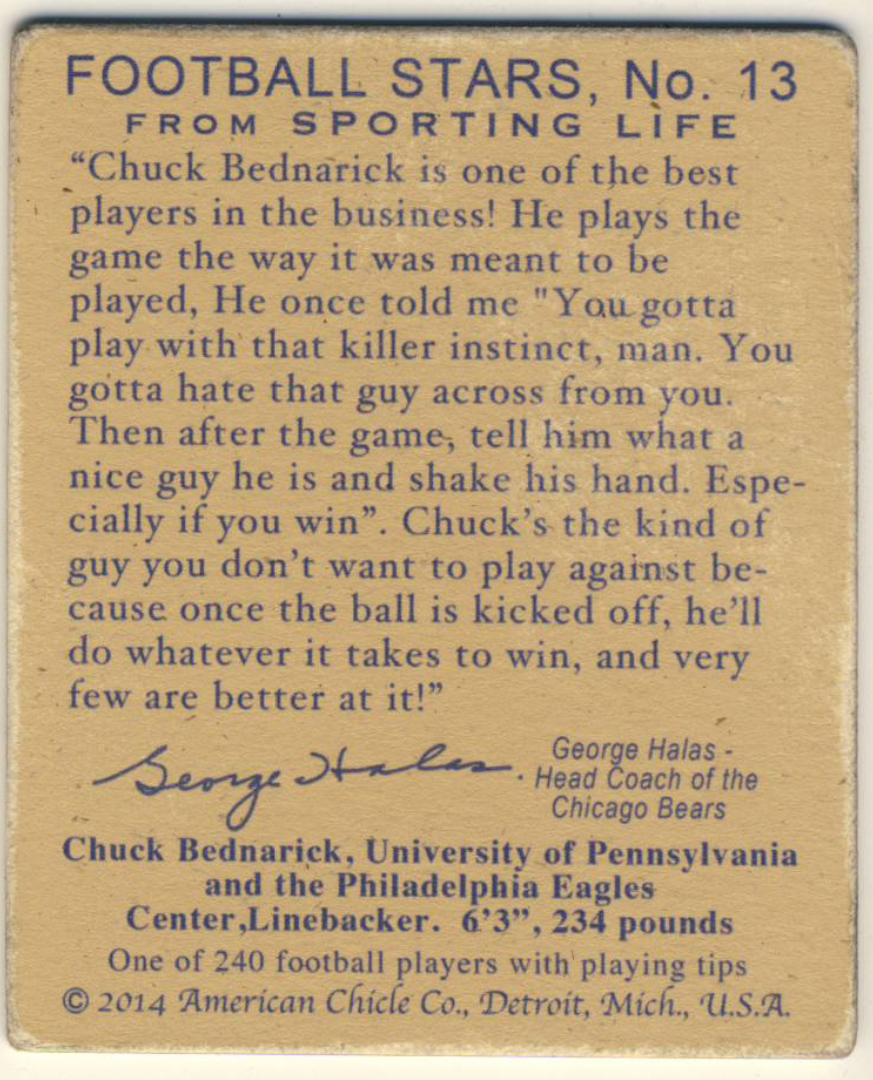 FOOTBALL STARS, No. 13
FROM SPORTING LIFE
“Chuck Bednarick is one of the best
players in the business! He plays the
game the way it was meant to be
played, He once told me "You gotta
play with that killer instinct, man. You
gotta hate that guy across from you.
Then after the game, tell him what a
nice guy he is and shake his hand. Espe-
cially if you win”. Chuck’s the kind of
guy you don’t want to play against be-
cause once the ball is kicked off, he’ll
do whatever it takes to win, and very
few are better at it!”
George Halas
George Halas -
Head Coach of the
Chicago Bears
Chuck Bednarick, University of Pennsylvania
and the Philadelphia Eagles
Center,Linebacker. 6’3”, 234 pounds
One of 240 football players with playing tips
© 2014 American Chicle Co., Detroit, Mich., U.S.A.